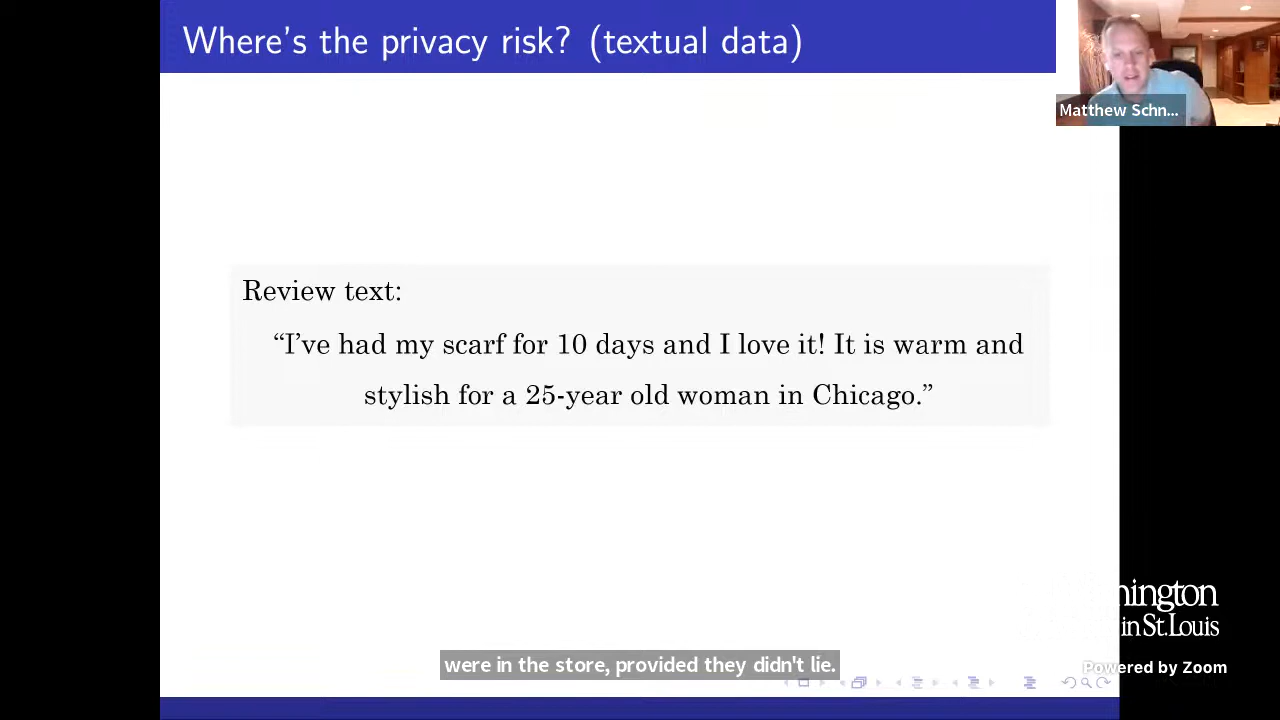 Where's the privacy risk? (textual data)
Matthew Schn...
Review text:
“I've had my scarf for 10 days and I love it! It is warm and
stylish for a 25-year old woman in Chicago.”
in St.Louis
were in the store, provided they didn't lie.
Powered by Zoom